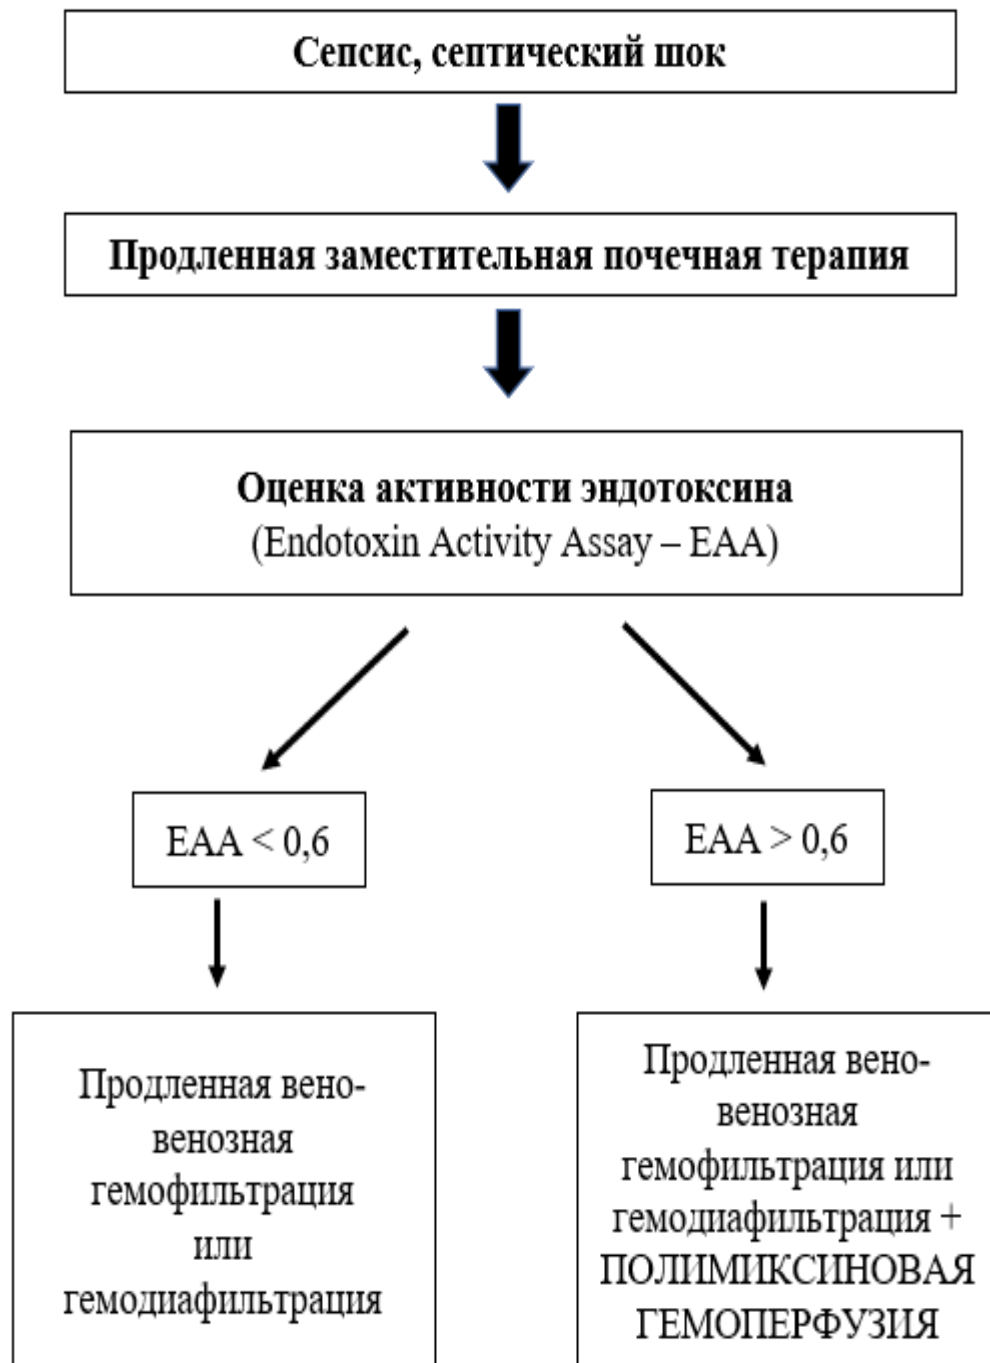 Сепсис, септический шок
Продленная заместительная почечная терапия
Оценка активности эндотоксина
(Endotoxin Activity Assay – EAA)
EAA < 0,6
EAA > 0,6
Продленная вено-
венозная
гемофильтрация
или
гемодиафильтрация
Продленная вено-
венозная
гемофильтрация или
гемодиафильтрация +
ПОЛИМИКСИНОВАЯ
ГЕМОПЕРФУЗИЯ